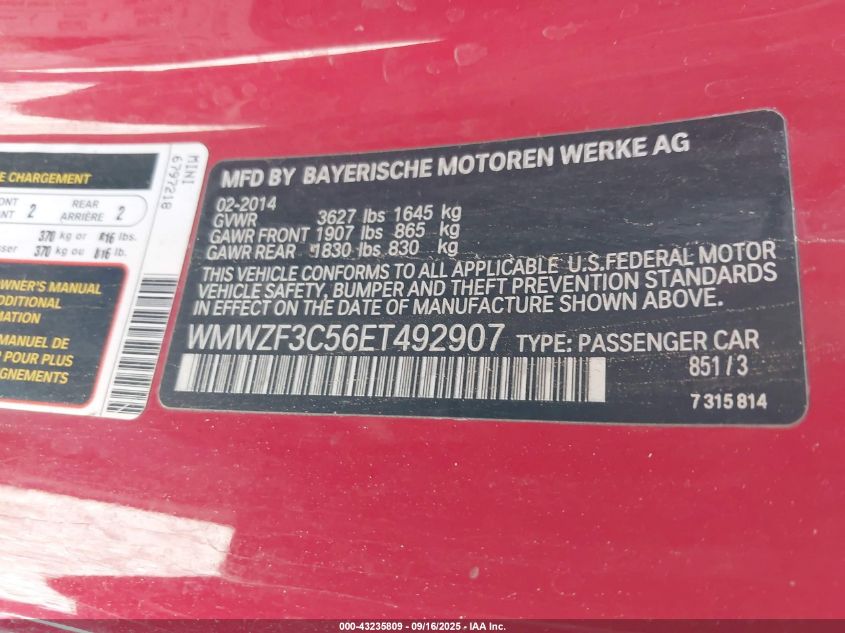 E CHARGEMENT
MINI
6797218
ONT 2 REAR 2
NT ARRIÈRE
370 kg or 816 lbs.
sser 370 kg ou 816 lb.
WNER'S MANUAL
ADDITIONAL
MATION
MANUEL DE
POUR PLUS
IGNEMENTS
MFD BY BAYERISCHE MOTOREN WERKE AG
02-2014
GVWR 3627 lbs 1645 kg
GAWR FRONT 1907 lbs 865 kg
GAWR REAR 1830 lbs 830 kg
THIS VEHICLE CONFORMS TO ALL APPLICABLE U.S.FEDERAL MOTOR
VEHICLE SAFETY, BUMPER AND THEFT PREVENTION STANDARDS
IN EFFECT ON THE DATE OF MANUFACTURE SHOWN ABOVE.
WMWZF3C56ET492907 TYPE: PASSENGER CAR
851/3
7 315 814
000-43235809 - 09/16/2025 - IAA Inc.